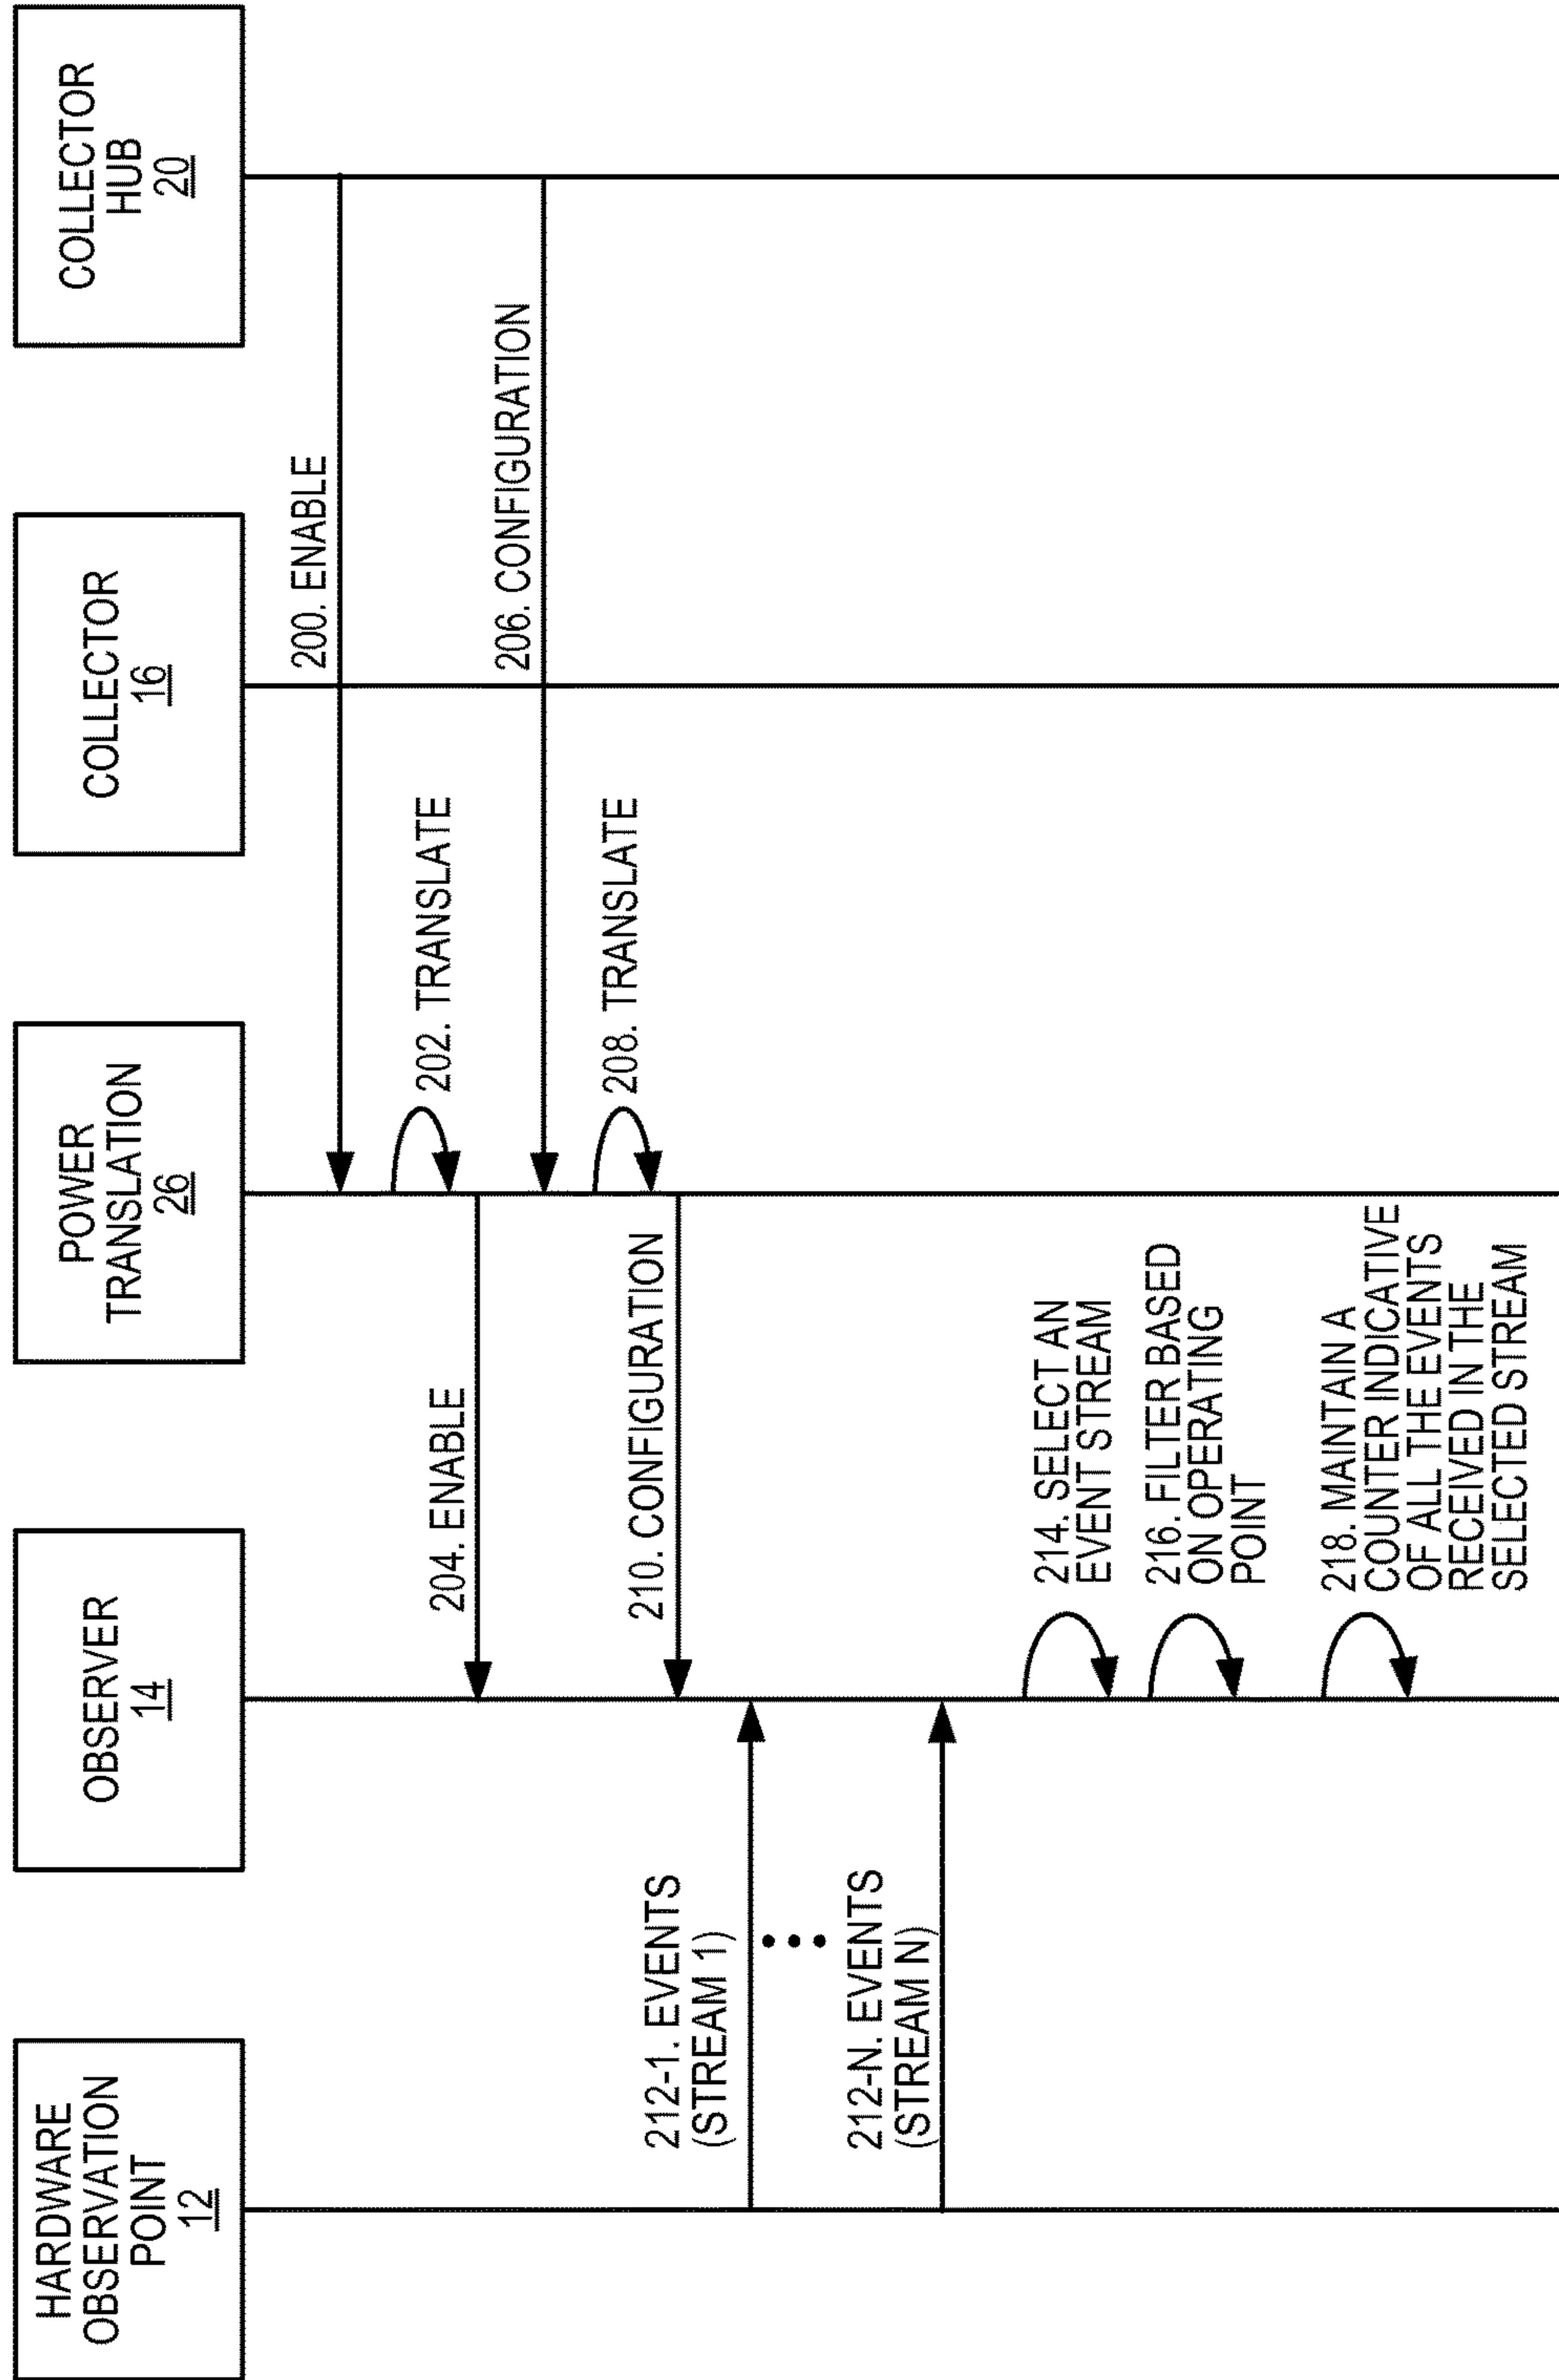 HARDWARE
OBSERVATION
POINT
12
OBSERVER
14
POWER
TRANSLATION
26
COLLECTOR
16
COLLECTOR
HUB
20
200. ENABLE
202. TRANSLATE
204. ENABLE
206. CONFIGURATION
208. TRANSLATE
210. CONFIGURATION
212-1. EVENTS
(STREAM 1)
212-N. EVENTS
(STREAM N)
214. SELECT AN
EVENT STREAM
216. FILTER BASED
ON OPERATING
POINT
218. MAINTAIN A
COUNTER INDICATIVE
OF ALL THE EVENTS
RECEIVED IN THE
SELECTED STREAM